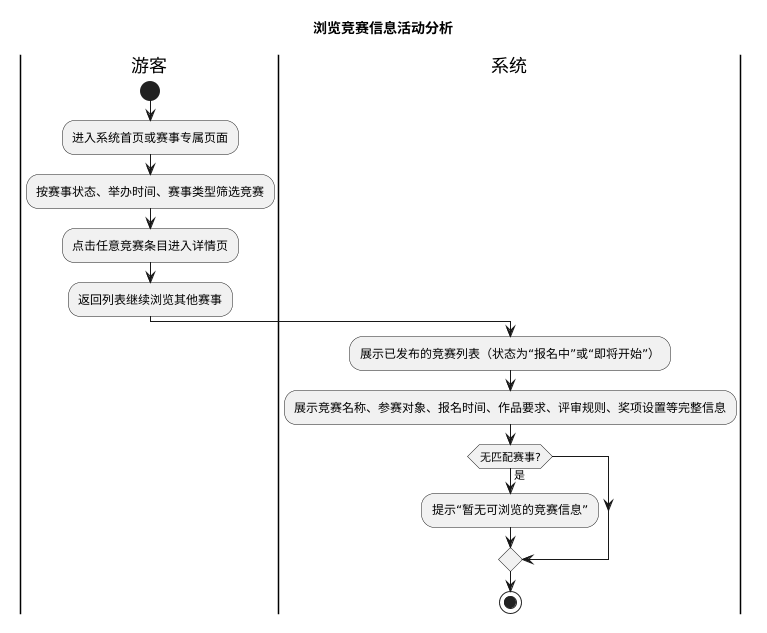 浏览竞赛信息活动分析
游客
系统
进入系统首页或赛事专属页面
按赛事状态、举办时间、赛事类型筛选竞赛
点击任意竞赛条目进入详情页
返回列表继续浏览其他赛事
展示已发布的竞赛列表（状态为“报名中”或“即将开始”）
展示竞赛名称、参赛对象、报名时间、作品要求、评审规则、奖项设置等完整信息
无匹配赛事?
是
提示“暂无可浏览的竞赛信息”